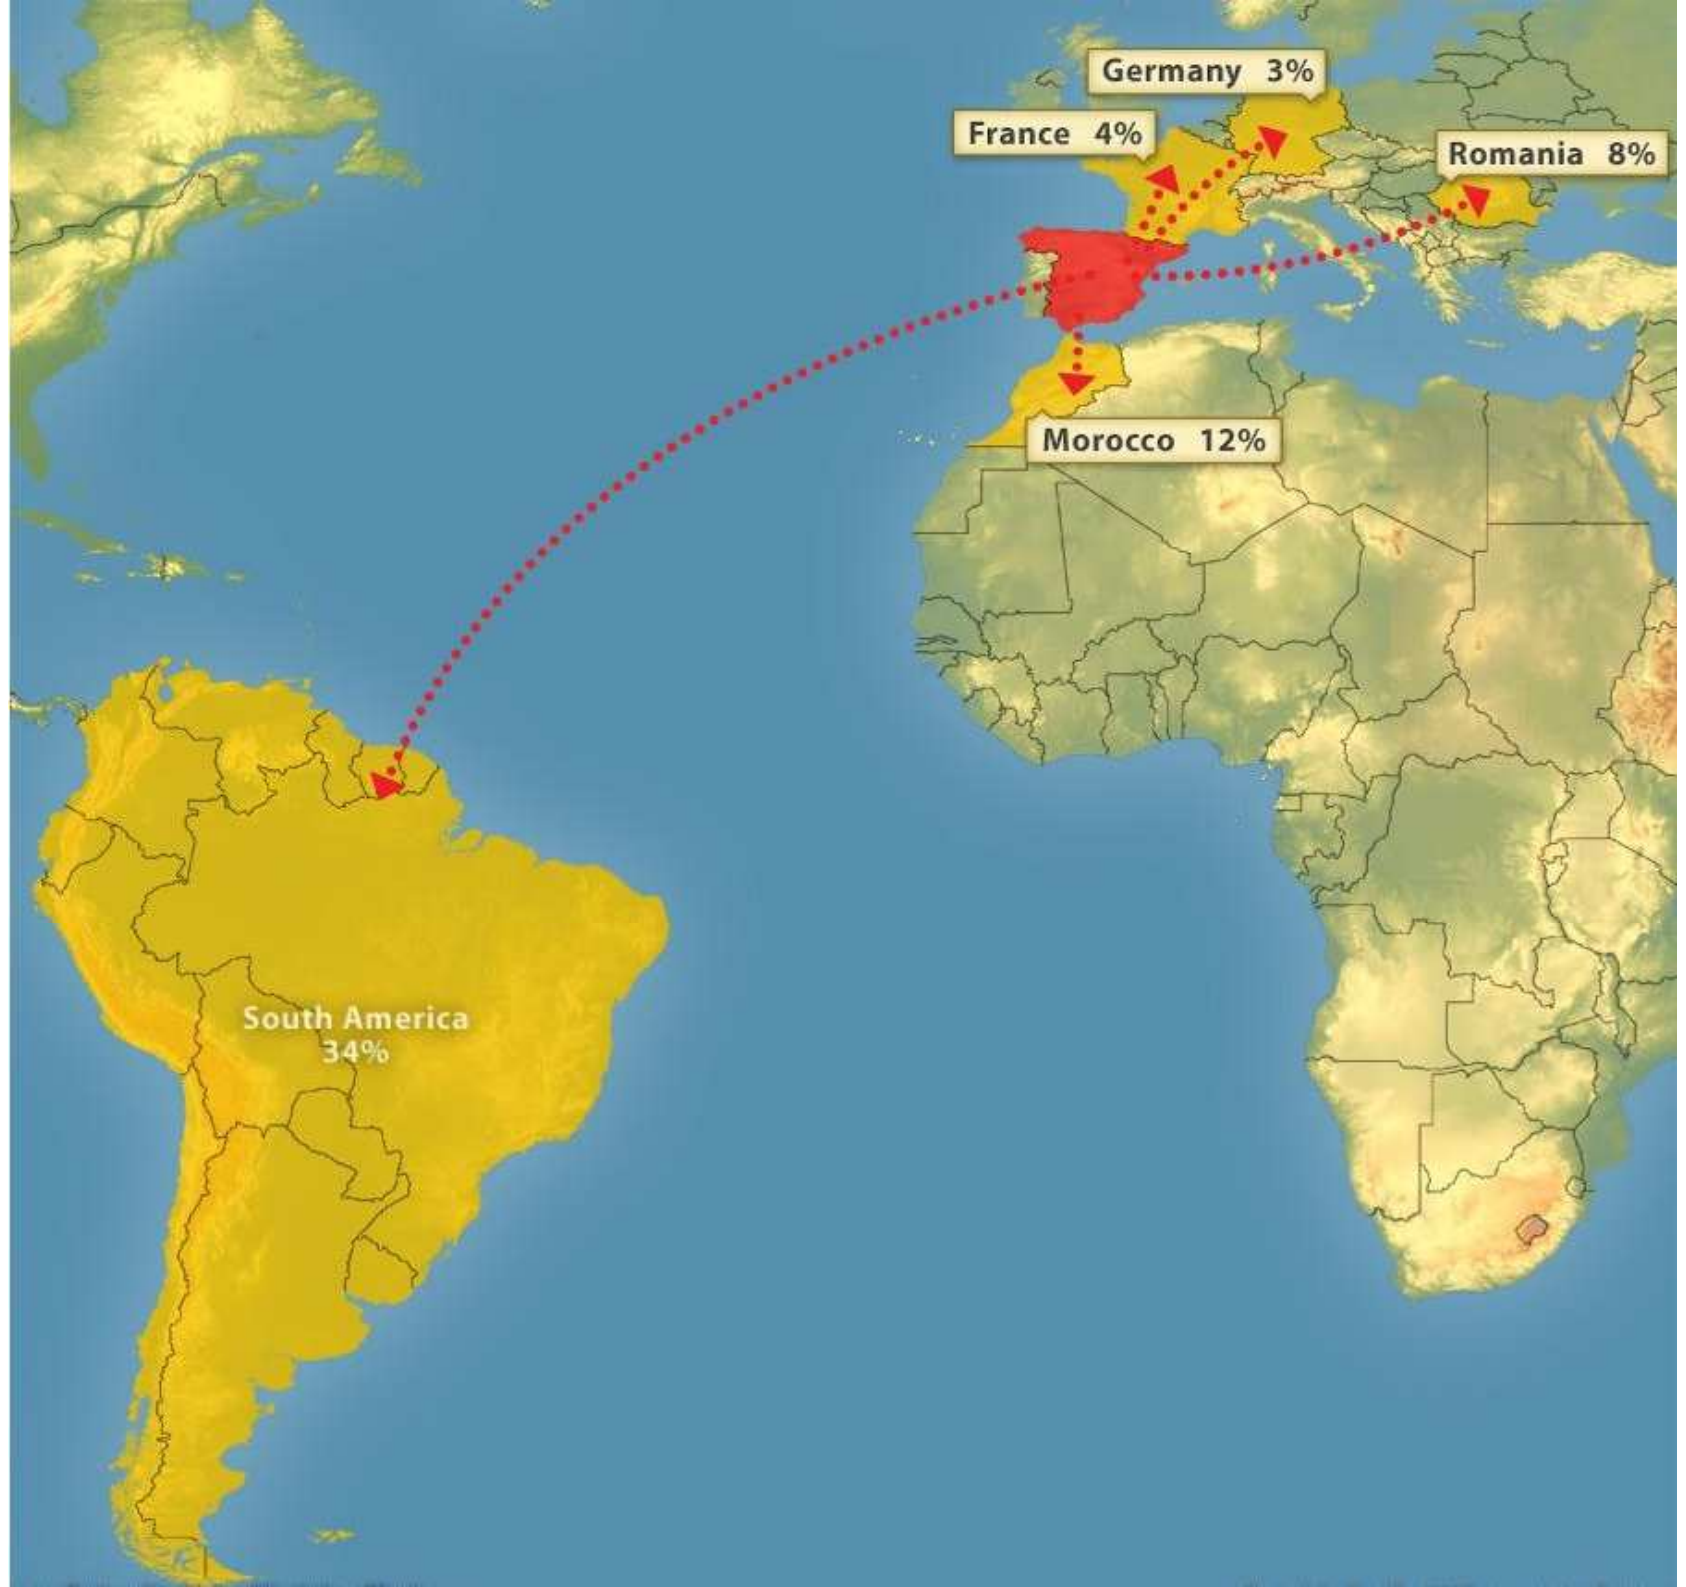 Germany 3%
France 4%
Romania 8%
Morocco 12%
South America
34%